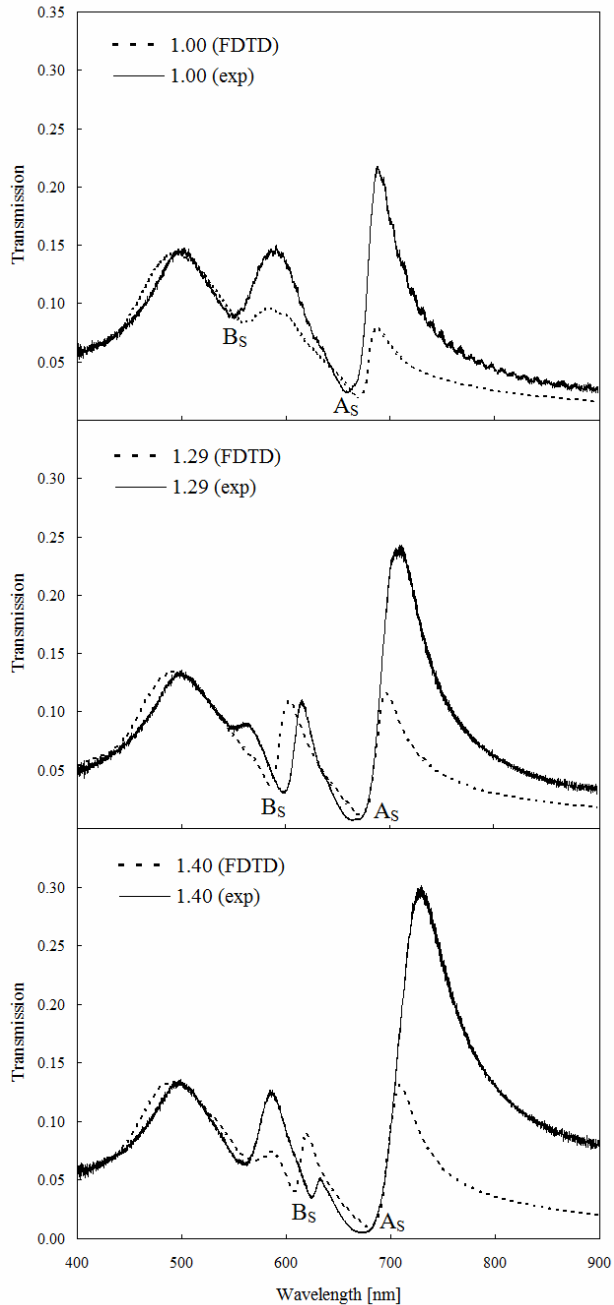 0.35
1.00 (FDTD)
1.00 (exp)
0.30
0.25
0.20
0.15
0.10
0.05
Transmission
BS
AS
1.29 (FDTD)
1.29 (exp)
0.30
0.25
0.20
0.15
0.10
0.05
Transmission
BS
AS
1.40 (FDTD)
1.40 (exp)
0.30
0.25
0.20
0.15
0.10
0.05
0.00
Transmission
BS
AS
400 500 600 700 800 900
Wavelength [nm]